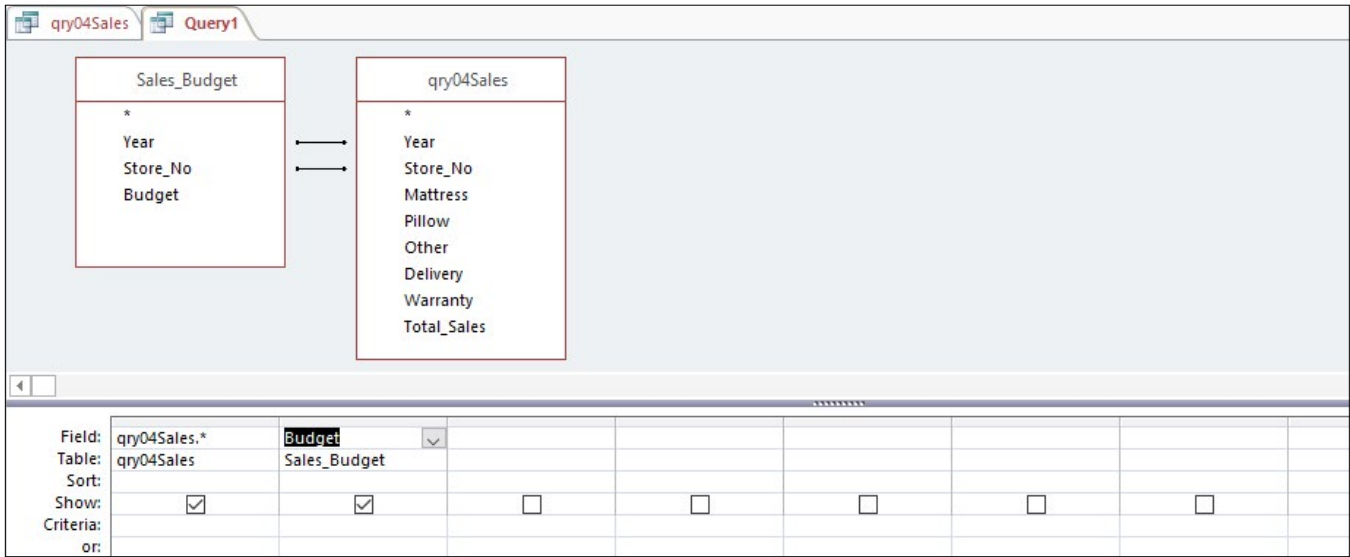 qry04Sales Query1
Sales_Budget
*
Year
Store_No
Budget
qry04Sales
*
Year
Store_No
Mattress
Pillow
Other
Delivery
Warranty
Total_Sales
Field: qry04Sales.* Budget
Table: qry04Sales Sales_Budget
Sort:
Show:
Criteria:
or: